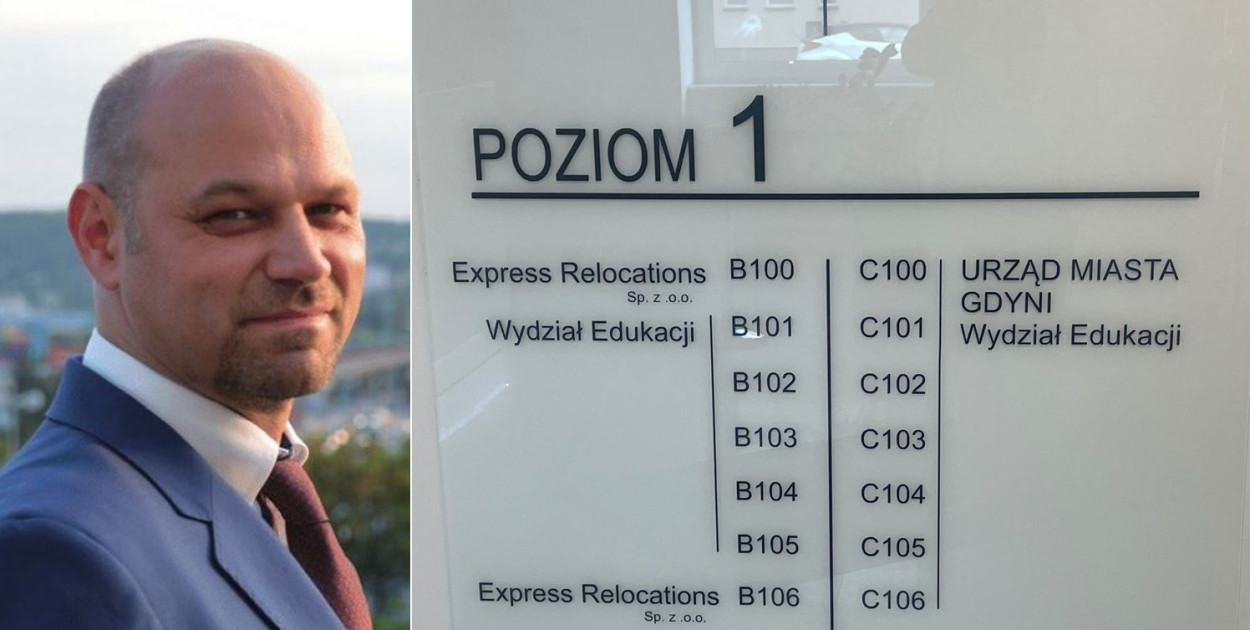 POZIOM 1
Express Relocations B100
Sp. z .o.o.
Wydział Edukacji B101
B102
B103
B104
B105
Express Relocations B106
Sp. z .o.o.
C100 URZĄD MIASTA
GDYNI
C101 Wydział Edukacji
C102
C103
C104
C105
C106